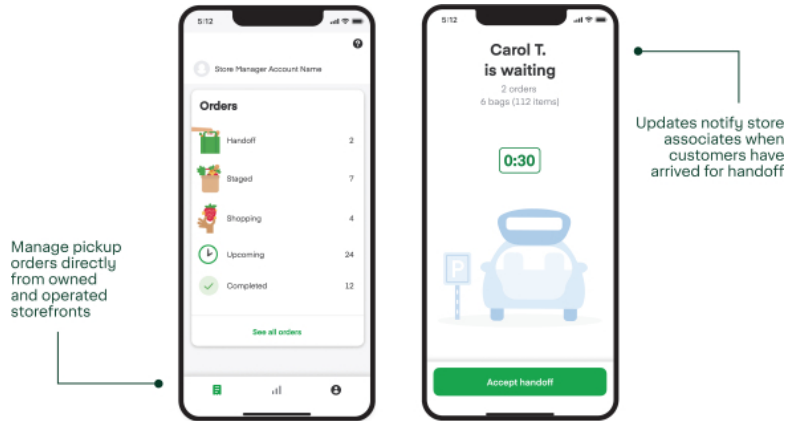 5:12
Store Manager Account Name
Orders
Handoff 2
Staged 7
Shopping 4
Upcoming 24
Completed 12
See all orders
Manage pickup
orders directly
from owned
and operated
storefronts
5:12
Carol T.
is waiting
2 orders
6 bags (112 items)
0:30
P
Accept handoff
Updates notify store
associates when
customers have
arrived for handoff